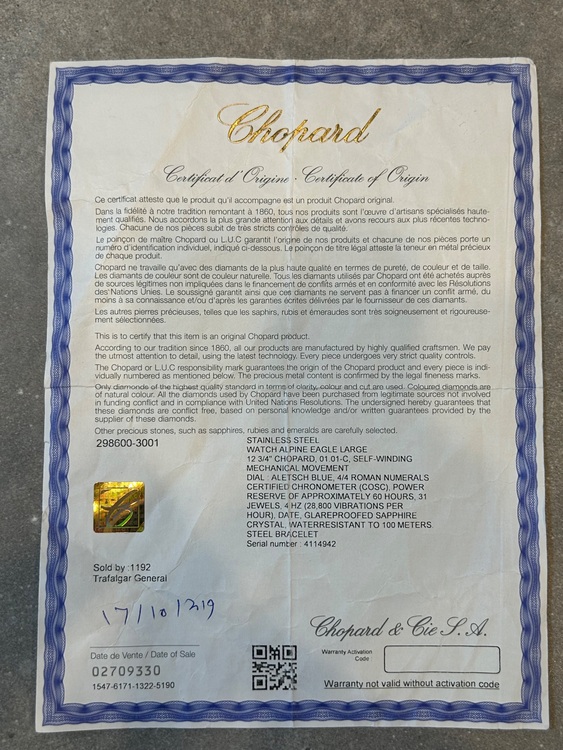 Chopard
Certificat d'Origine - Certificate of Origin
Ce certificat atteste que le produit qu'il accompagne est un produit Chopard original.
Dans la fidélité à notre tradition remontant à 1860, tous nos produits sont l'œuvre d'artisans spécialisés haute-
ment qualifiés. Nous accordons la plus grande attention aux détails et avons recours aux plus récentes techno-
logies. Chacune de nos pièces subit de très stricts contrôles de qualité.
Le poinçon de maître Chopard ou L.U.C garantit l'origine de nos produits et chacune de nos pièces porte un
numéro d'identification individuel, indiqué ci-dessous. Le poinçon de titre légal atteste la teneur en métal précieux
de chaque produit.
Chopard ne travaille qu'avec des diamants de la plus haute qualité en termes de pureté, de couleur et de taille.
Les diamants de couleur sont de couleur naturelle. Tous les diamants utilisés par Chopard ont été achetés auprès
de sources légitimes non impliquées dans le financement de conflits armés et en conformité avec les Résolutions
des Nations Unies. Le soussigné garantit ainsi que ces diamants ne servent pas à financer un conflit armé, du
moins à sa connaissance et/ou d'après les garanties écrites délivrées par le fournisseur de ces diamants.
Les autres pierres précieuses, telles que les saphirs, rubis et émeraudes sont très soigneusement et rigoureuse-
ment sélectionnées.
This is to certify that this item is an original Chopard product.
According to our tradition since 1860, all our products are manufactured by highly qualified craftsmen. We pay
the utmost attention to detail, using the latest technology. Every piece undergoes very strict quality controls.
The Chopard or L.U.C responsibility mark guarantees the origin of the Chopard product and every piece is indi-
vidually numbered as mentioned below. The precious metal content is confirmed by the legal fineness marks.
Only diamonds of the highest quality standard in terms of clarity, colour and cut are used. Coloured diamonds are
of natural colour. All the diamonds used by Chopard have been purchased from legitimate sources not involved
in funding conflict and in compliance with United Nations Resolutions. The undersigned hereby guarantees that
these diamonds are conflict free, based on personal knowledge and/or written guarantees provided by the
supplier of these diamonds.
Other precious stones, such as sapphires, rubies and emeralds are carefully selected.
298600-3001
STAINLESS STEEL
WATCH ALPINE EAGLE LARGE
12 3/4" CHOPARD, 01.01-C, SELF-WINDING
MECHANICAL MOVEMENT
DIAL : ALETSCH BLUE, 4/4 ROMAN NUMERALS
CERTIFIED CHRONOMETER (COSC), POWER
RESERVE OF APPROXIMATELY 60 HOURS, 31
JEWELS, 4 HZ (28,800 VIBRATIONS PER
HOUR), DATE, GLAREPROOFED SAPPHIRE
CRYSTAL, WATERRESISTANT TO 100 METERS.
STEEL BRACELET
Serial number : 4114942
Sold by :1192
Trafalgar General
17/10/219
Chopard & Cie S.A.
Date de Vente / Date of Sale
02709330
1547-6171-1322-5190
Warranty Activation
Code
Warranty not valid without activation code